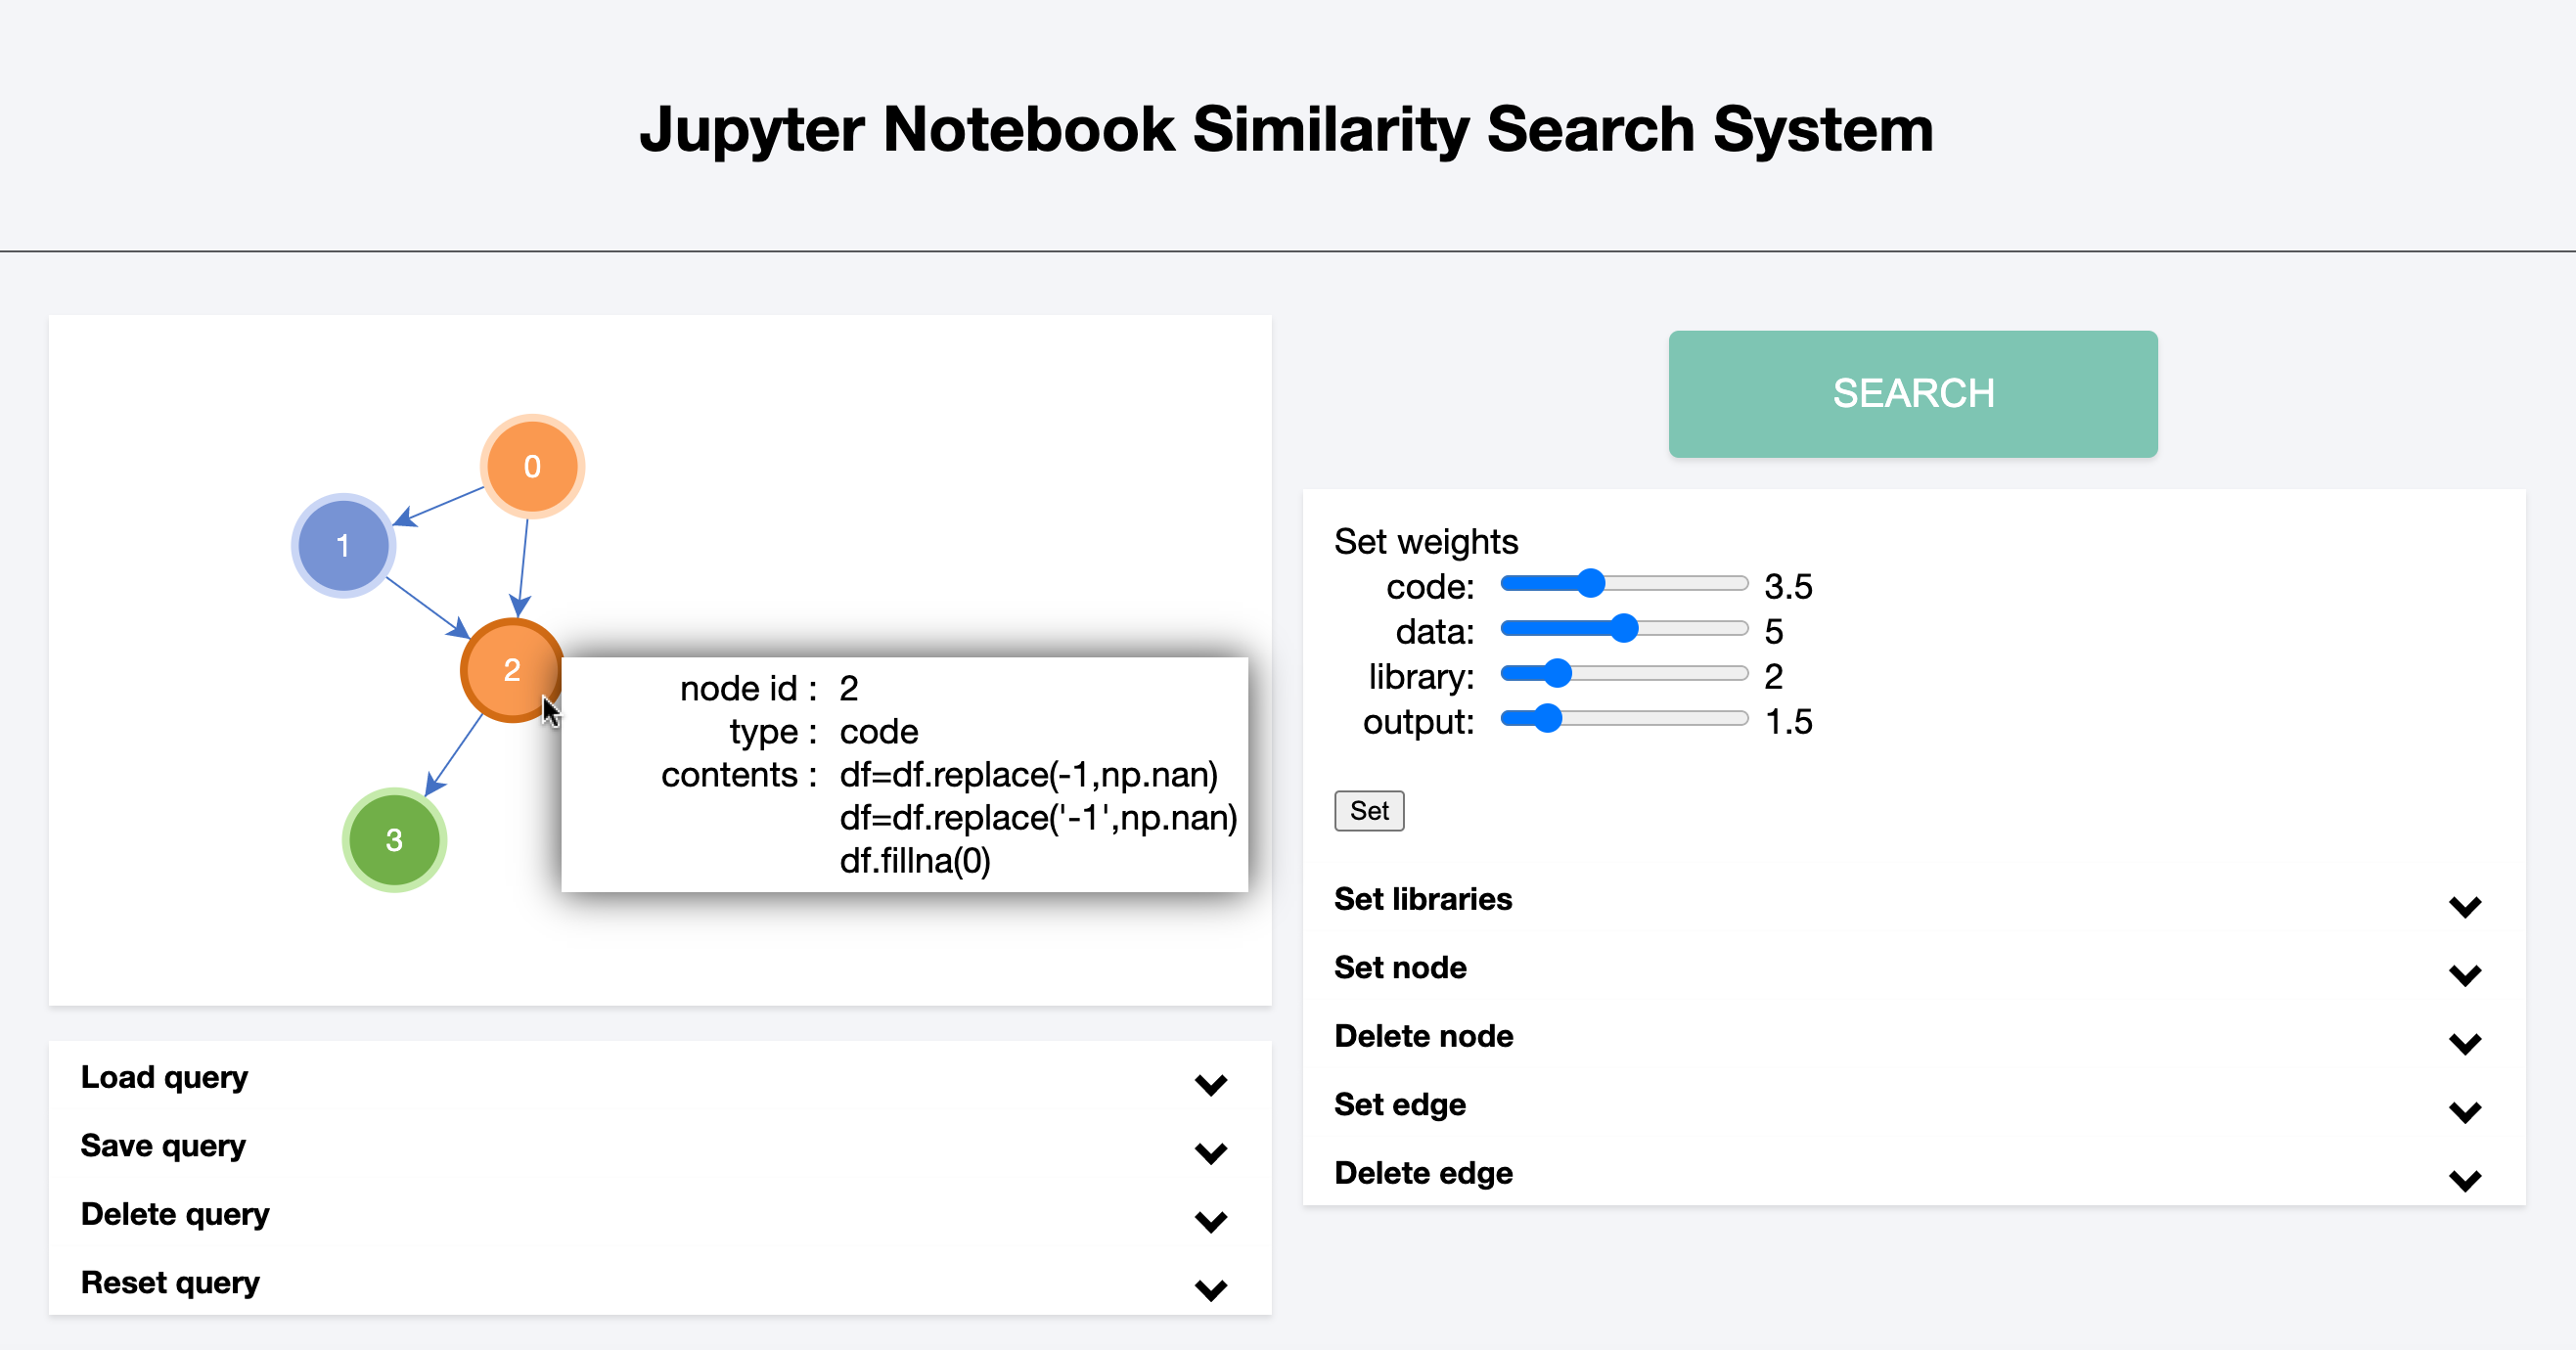 Jupyter Notebook Similarity Search System
0
1
2
3
node id : 2
type : code
contents : df=df.replace(-1,np.nan)
df=df.replace('-1',np.nan)
df.fillna(0)
Load query
Save query
Delete query
Reset query
SEARCH
Set weights
code: 3.5
data: 5
library: 2
output: 1.5
Set
Set libraries
Set node
Delete node
Set edge
Delete edge